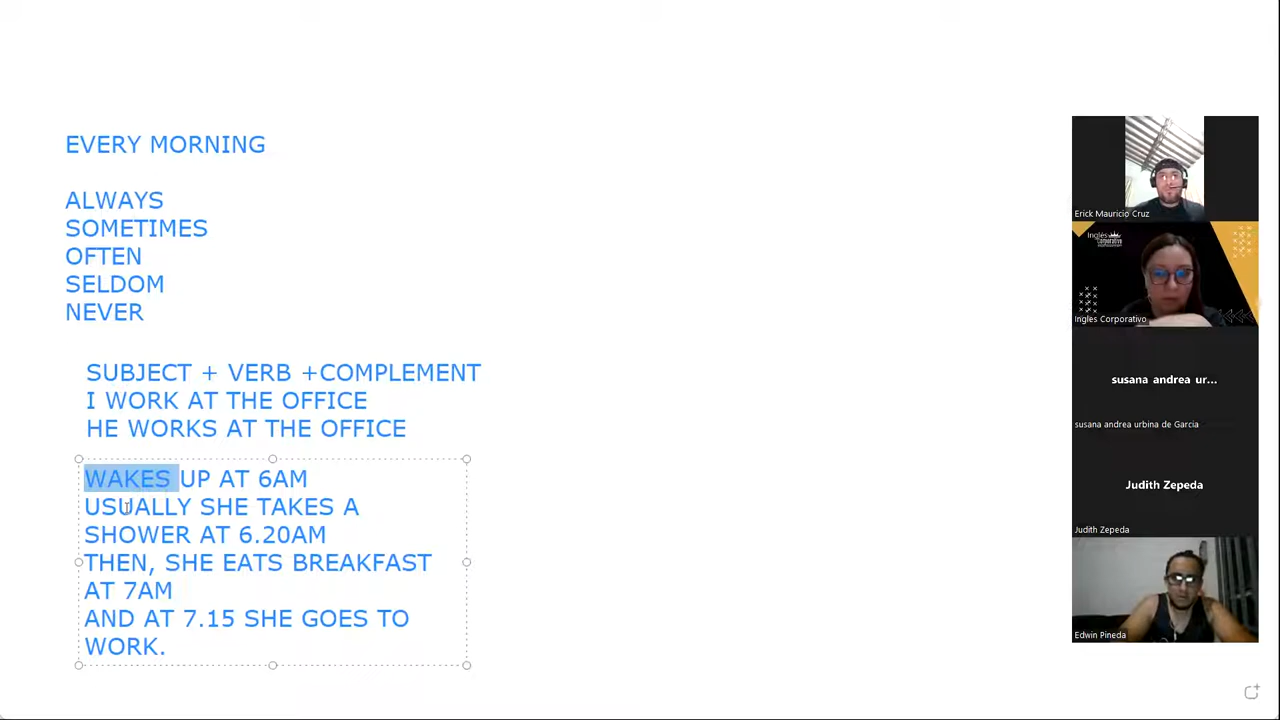 EVERY MORNING
ALWAYS
SOMETIMES
OFTEN
SELDOM
NEVER
SUBJECT + VERB +COMPLEMENT
I WORK AT THE OFFICE
HE WORKS AT THE OFFICE
WAKES UP AT 6AM
USUALLY SHE TAKES A
SHOWER AT 6.20AM
THEN, SHE EATS BREAKFAST
AT 7AM
AND AT 7.15 SHE GOES TO
WORK.
Erick Mauricio Cruz
Inglés
Corporativo
Ingles Corporativo
susana andrea ur...
susana andrea urbina de Garcia
Judith Zepeda
Judith Zepeda
Edwin Pineda